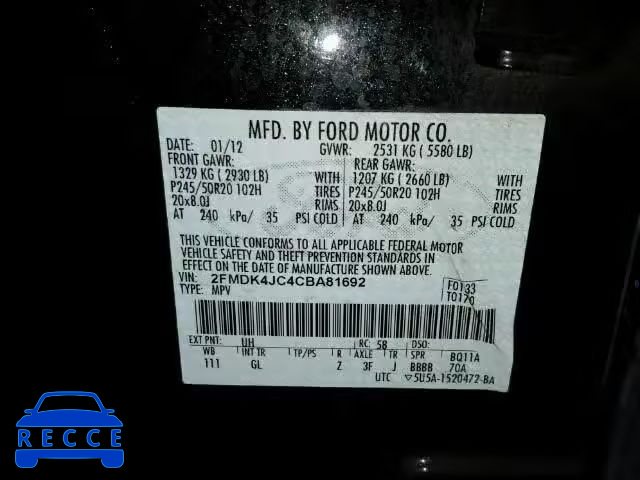 MFD. BY FORD MOTOR CO.
DATE: 01/12 GVWR: 2531 KG ( 5580 LB)
FRONT GAWR: REAR GAWR:
1329 KG ( 2930 LB) WITH 1207 KG ( 2660 LB) WITH
P245/50R20 102H TIRES P245/50R20 102H TIRES
20x8.0J RIMS 20x8.0J RIMS
AT 240 kPa/ 35 PSI COLD AT 240 kPa/ 35 PSI COLD
THIS VEHICLE CONFORMS TO ALL APPLICABLE FEDERAL MOTOR
VEHICLE SAFETY AND THEFT PREVENTION STANDARDS IN
EFFECT ON THE DATE OF MANUFACTURE SHOWN ABOVE.
VIN: 2FMDK4JC4CBA81692 F0133
TYPE: MPV T0170
EXT PNT: UH RC: 58 DSO:
WB INT TR TP/PS R AXLE TR SPR BQ11A
111 GL 2 3F J BBBB 70A
UTC ▽5U5A-1520472-BA